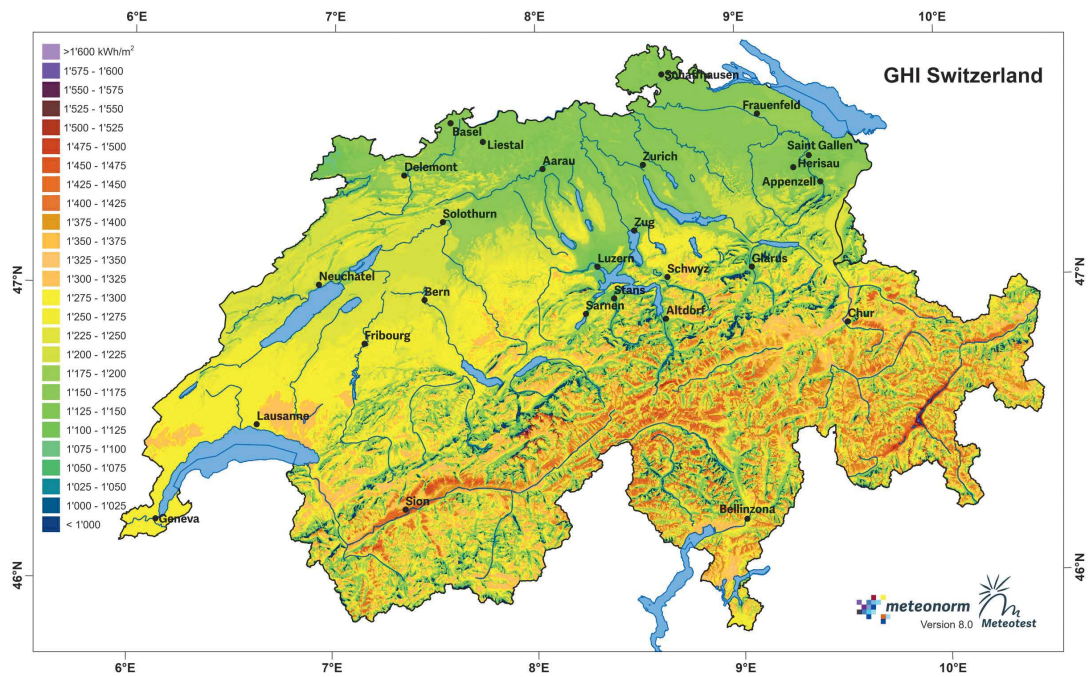 6°E 7°E 8°E 9°E 10°E
GHI Switzerland
>1'600 kWh/m²
1'575 - 1'600
1'550 - 1'575
1'525 - 1'550
1'500 - 1'525
1'475 - 1'500
1'450 - 1'475
1'425 - 1'450
1'400 - 1'425
1'375 - 1'400
1'350 - 1'375
1'325 - 1'350
1'300 - 1'325
1'275 - 1'300
1'250 - 1'275
1'225 - 1'250
1'200 - 1'225
1'175 - 1'200
1'150 - 1'175
1'125 - 1'150
1'100 - 1'125
1'075 - 1'100
1'050 - 1'075
1'025 - 1'050
1'000 - 1'025
< 1'000
Schaffhausen
Frauenfeld
Basel
Liestal
Saint Gallen
Aarau
Zurich
Herisau
Delemont
Appenzell
Solothurn
Zug
Luzern
Glarus
Schwyz
47°N
47°N
Neuchatel
Bern
Stans
Sarnen
Altdorf
Chur
Fribourg
Lausanne
Sion
Bellinzona
Geneva
46°N
46°N
meteonorm
Version 8.0
Meteotest
6°E 7°E 8°E 9°E 10°E